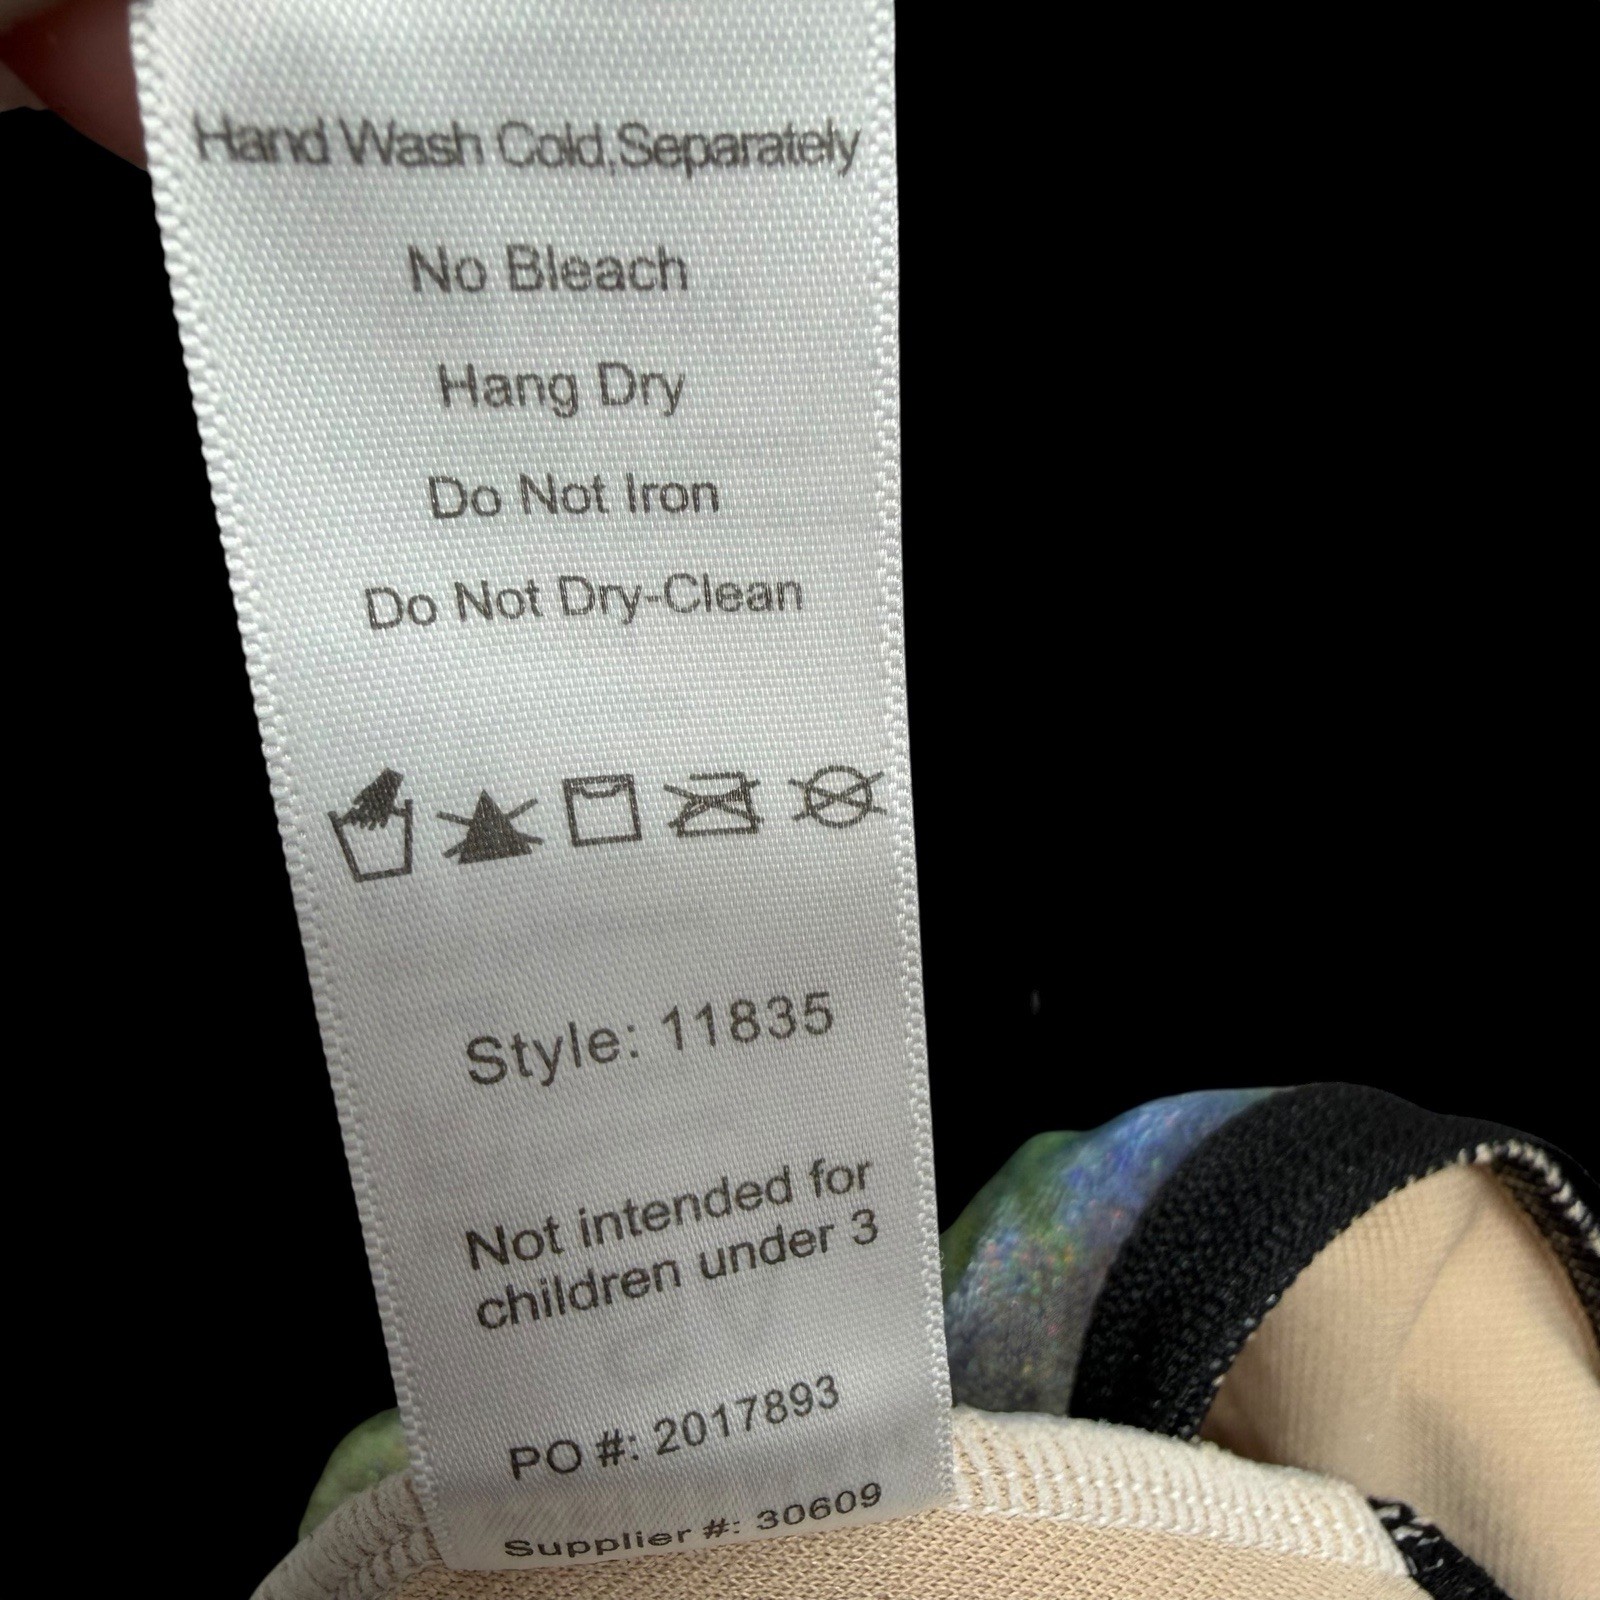 Hand Wash Cold,Separately
No Bleach
Hang Dry
Do Not Iron
Do Not Dry-Clean
Style: 11835
Not intended for
children under 3
PO #: 2017893
Supplier #: 30609